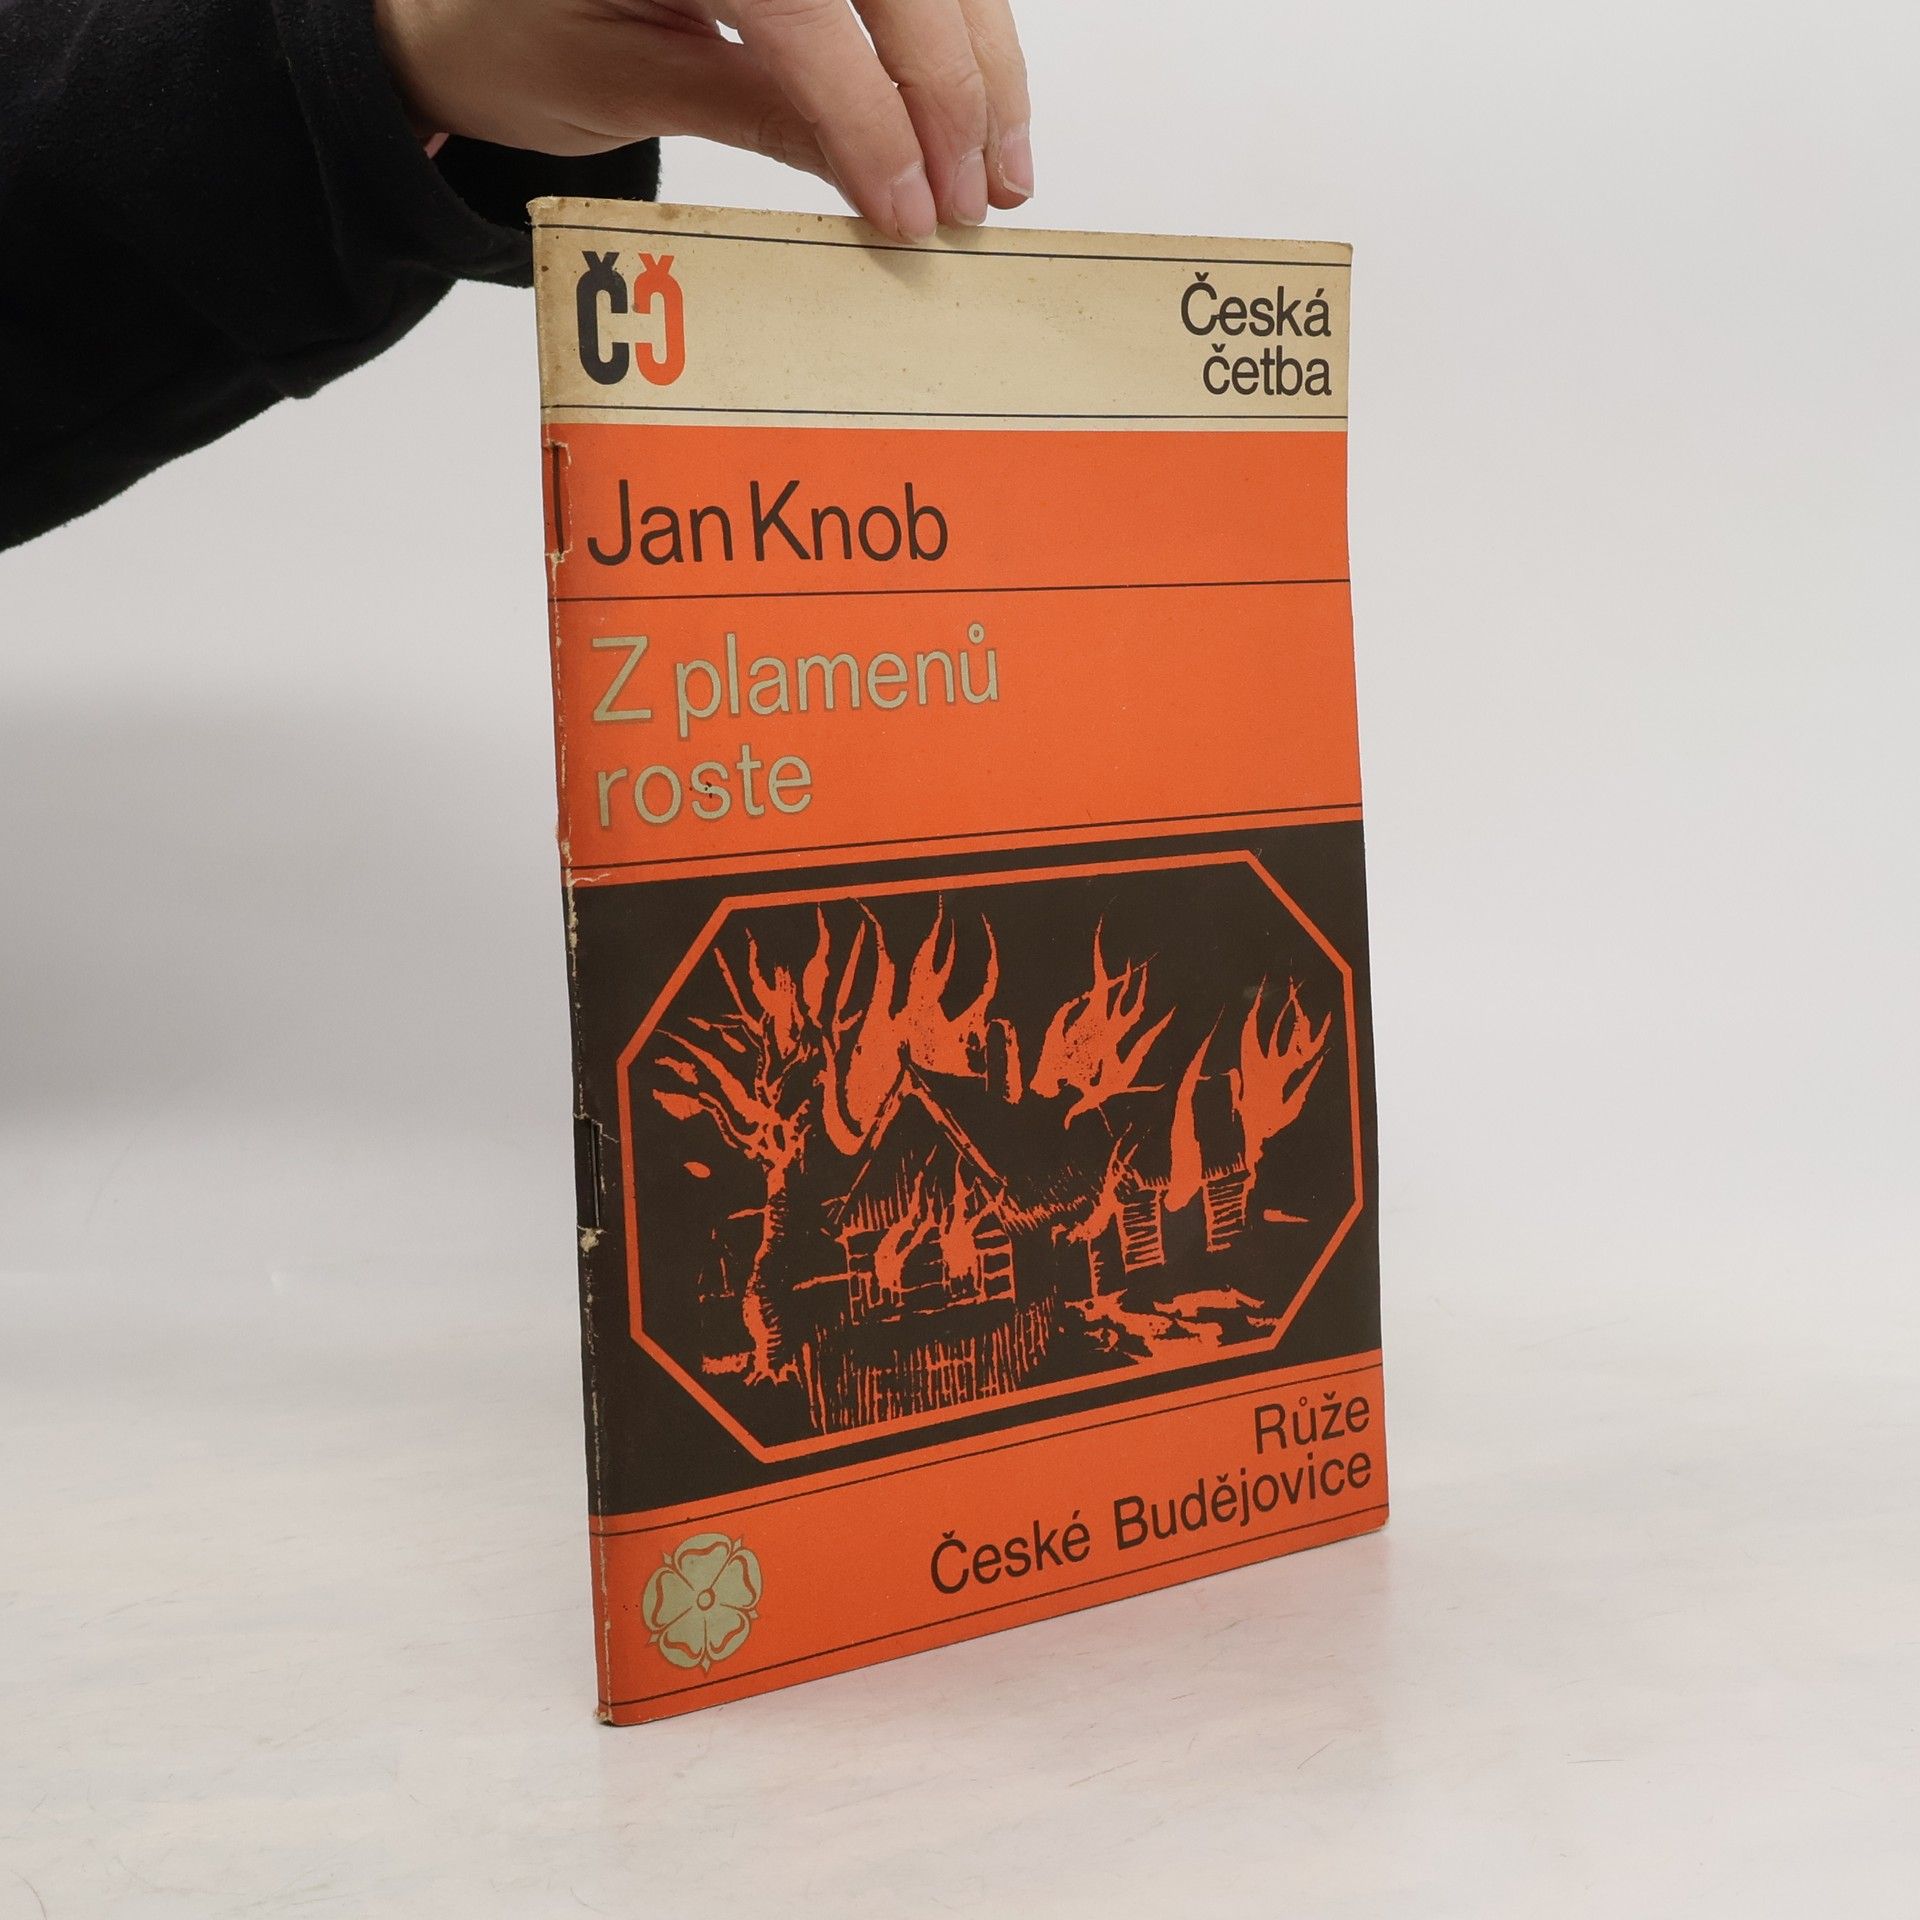 ČČ
Česká
četba
Jan Knob
Z plamenů
roste
Růže
České Budějovice